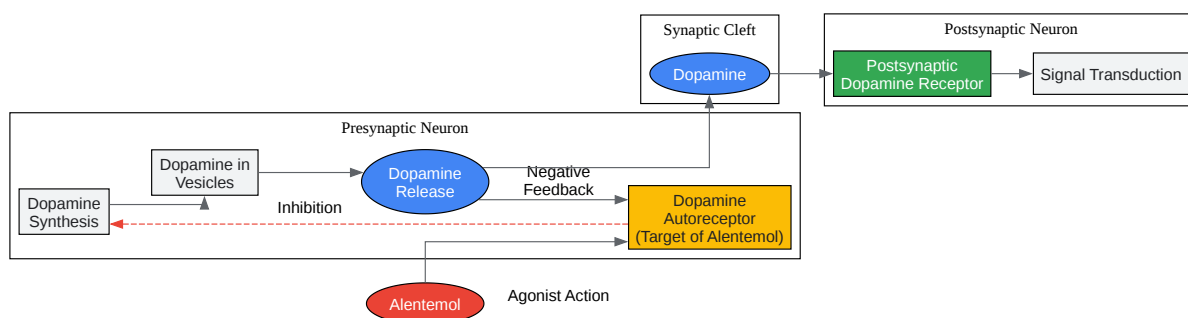 Synaptic Cleft
Dopamine
Postsynaptic Neuron
Postsynaptic
Dopamine Receptor
Signal Transduction
Presynaptic Neuron
Dopamine in
Vesicles
Dopamine
Release
Negative
Feedback
Dopamine
Synthesis
Inhibition
Dopamine
Autoreceptor
(Target of Alentemol)
Alentemol
Agonist Action